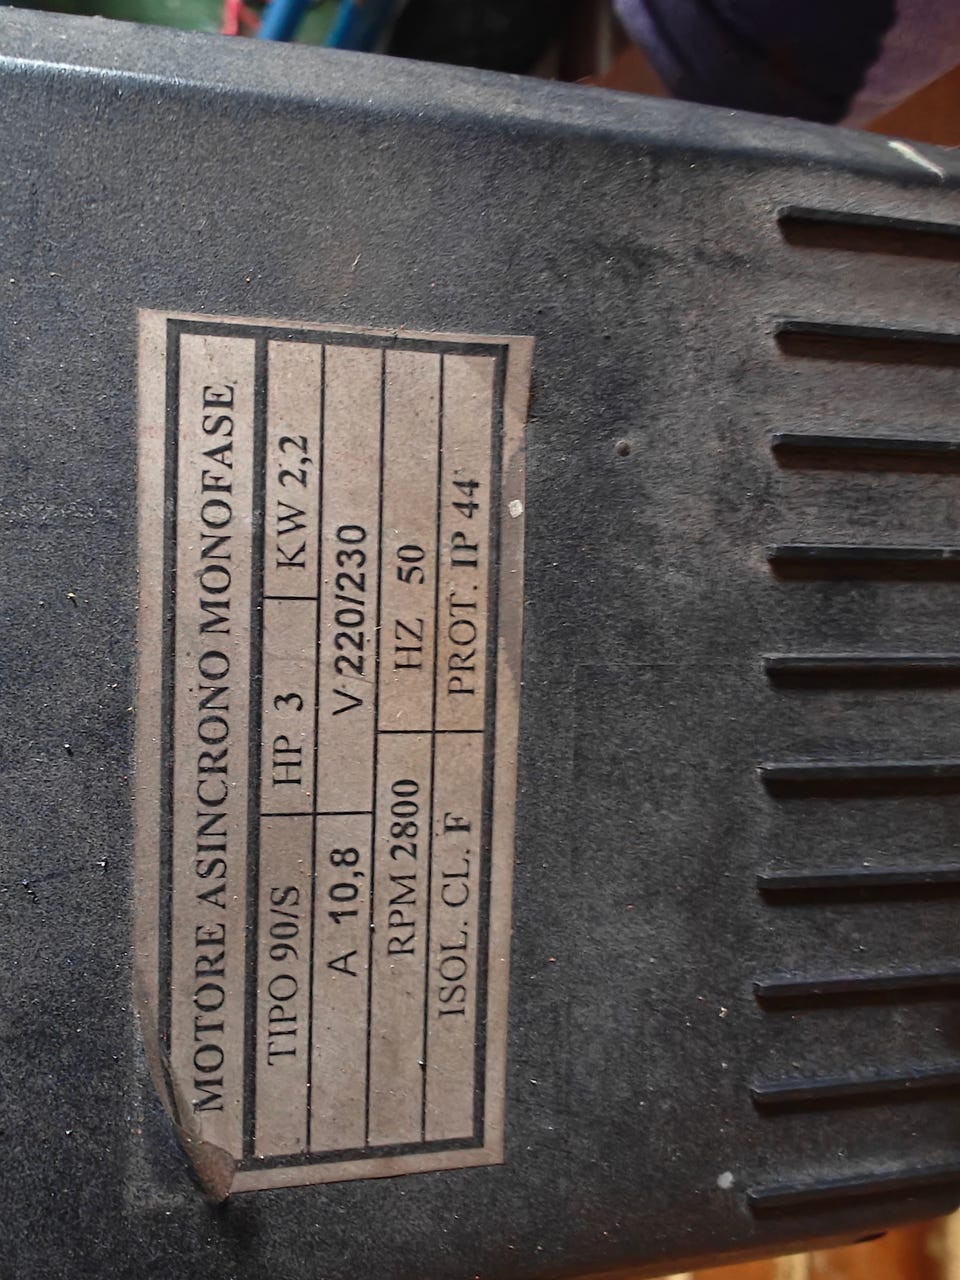 MOTORE ASINCRONO MONOFASE
TIPO 90/S HP 3 KW 2,2
A 10,8 V 220/230
RPM 2800 HZ 50
ISOL. CL. F PROT. IP 44